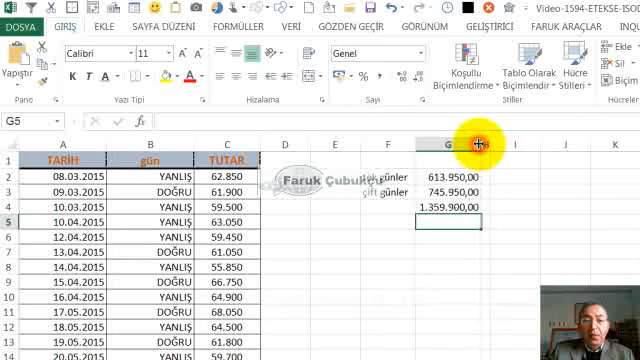 Video-1594-ETEKSE-ISOD
DOSYA GİRİŞ EKLE SAYFA DÜZENİ FORMÜLLER VERİ GÖZDEN GEÇİR GÖRÜNÜM GELİŞTİRİCİ FARUK ARAÇLAR İNQUIRE
Yapıştır Calibri 11 Genel Koşullu Biçimlendirme Tablo Olarak Biçimlendir Hücre Stilleri Ekle
Sil
Biçim
K T A
Pano Yazı Tipi Hizalama Sayı Stiller
G5 fx
A B C D E F G H I J K
1 TARİH gün TUTAR
2 08.03.2015 YANLIŞ 62.850 tek günler 613.950,00
3 09.03.2015 DOĞRU 61.900 çift günler 745.950,00
4 10.03.2015 YANLIŞ 59.500 1.359.900,00
5 10.04.2015 YANLIŞ 63.050
6 12.04.2015 YANLIŞ 59.450
7 13.04.2015 DOĞRU 61.050
8 14.04.2015 YANLIŞ 55.850
9 15.04.2015 DOĞRU 66.750
10 16.04.2015 YANLIŞ 64.900
11 17.05.2015 DOĞRU 68.050
12 18.05.2015 YANLIŞ 64.500
13 19.05.2015 DOĞRU 61.800
14 20.05.2015 YANLIŞ 59.700
Faruk Çubukçu